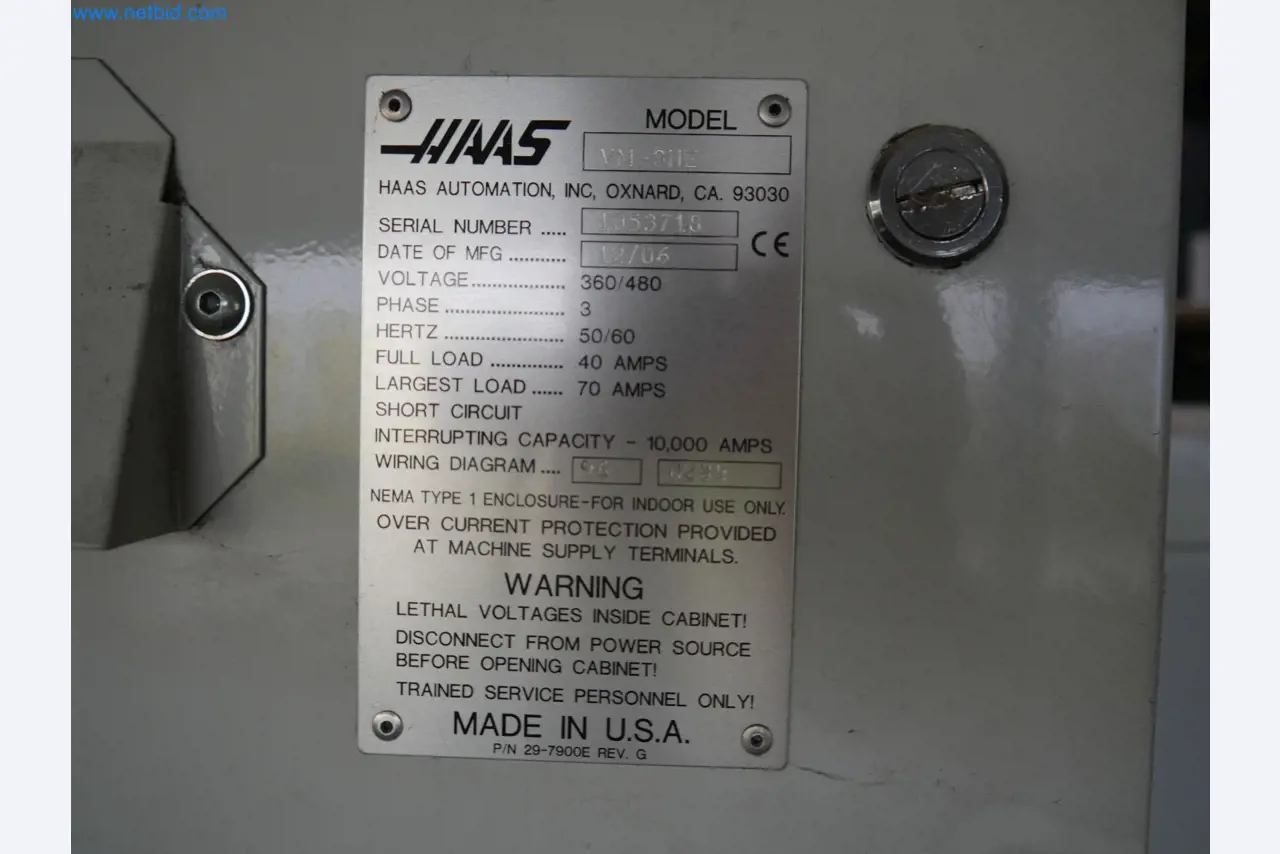 www.netbid.com
HAAS
MODEL
HAAS AUTOMATION, INC, OXNARD, CA. 93030
SERIAL NUMBER ..... 1053718
DATE OF MFG ........... 12/06
CE
VOLTAGE.................. 360/480
PHASE ....................... 3
HERTZ ....................... 50/60
FULL LOAD .............. 40 AMPS
LARGEST LOAD ...... 70 AMPS
SHORT CIRCUIT
INTERRUPTING CAPACITY - 10,000 AMPS
WIRING DIAGRAM ....
NEMA TYPE 1 ENCLOSURE-FOR INDOOR USE ONLY.
OVER CURRENT PROTECTION PROVIDED
AT MACHINE SUPPLY TERMINALS.
WARNING
LETHAL VOLTAGES INSIDE CABINET!
DISCONNECT FROM POWER SOURCE
BEFORE OPENING CABINET!
TRAINED SERVICE PERSONNEL ONLY!
MADE IN U.S.A.
P/N 29-7900E REV. G